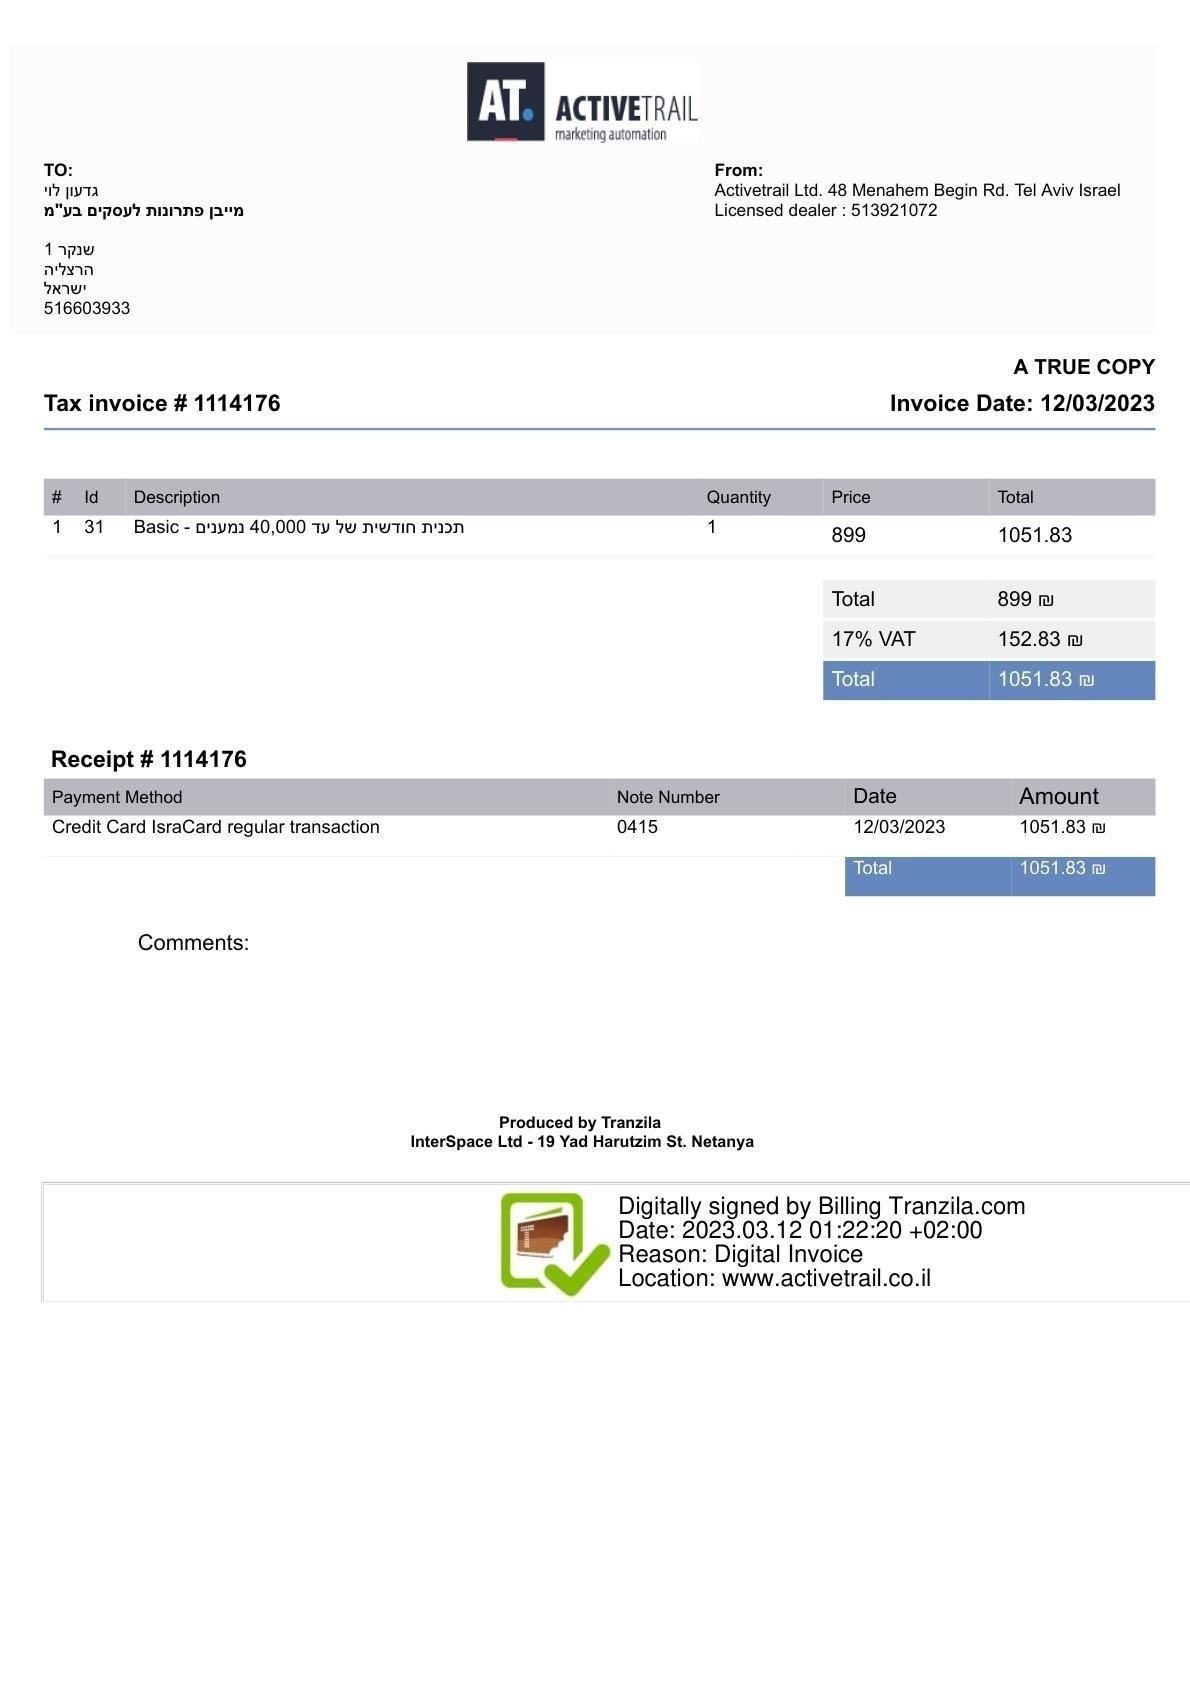 AT. ACTIVETRAIL
marketing automation
TO:
גדעון לוי
מייבן פתרונות לעסקים בע"מ
שנקר 1
הרצליה
ישראל
516603933
From:
Activetrail Ltd. 48 Menahem Begin Rd. Tel Aviv Israel
Licensed dealer : 513921072
A TRUE COPY
Tax invoice # 1114176 Invoice Date: 12/03/2023
# Id Description Quantity Price Total
1 31 Basic - תכנית חודשית של עד 40,000 נמענים 1 899 1051.83
Total 899 ₪
17% VAT 152.83 ₪
Total 1051.83 ₪
Receipt # 1114176
Payment Method Note Number Date Amount
Credit Card IsraCard regular transaction 0415 12/03/2023 1051.83 ₪
Total 1051.83 ₪
Comments:
Produced by Tranzila
InterSpace Ltd - 19 Yad Harutzim St. Netanya
Digitally signed by Billing Tranzila.com
Date: 2023.03.12 01:22:20 +02:00
Reason: Digital Invoice
Location: www.activetrail.co.il